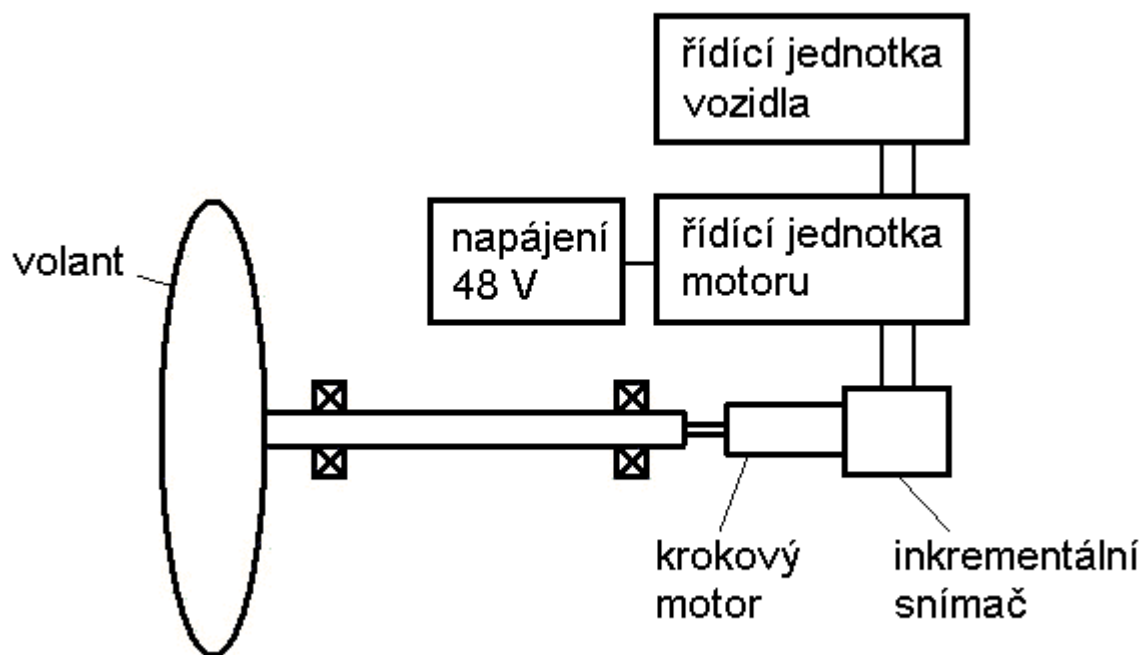 řídící jednotka
vozidla
napájení
48 V
řídící jednotka
motoru
volant
krokový
motor
inkrementální
snímač